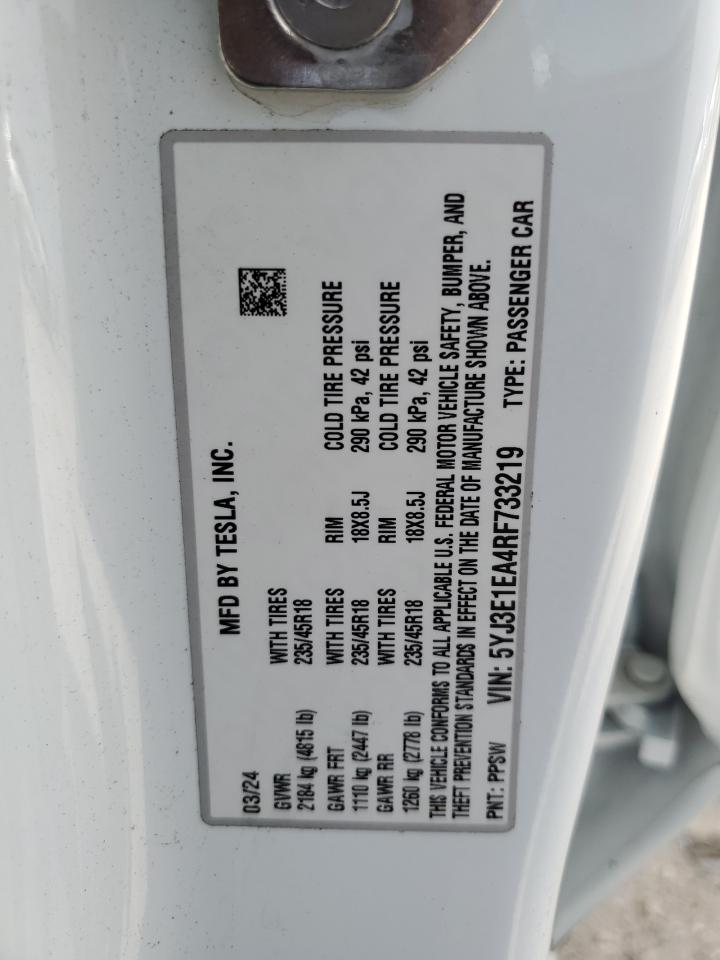 MFD BY TESLA, INC.
03/24
GVWR WITH TIRES
2184 kg (4815 lb) 235/45R18
GAWR FRT WITH TIRES RIM COLD TIRE PRESSURE
1110 kg (2447 lb) 235/45R18 18X8.5J 290 kPa, 42 psi
GAWR RR WITH TIRES RIM COLD TIRE PRESSURE
1260 kg (2778 lb) 235/45R18 18X8.5J 290 kPa, 42 psi
THIS VEHICLE CONFORMS TO ALL APPLICABLE U.S. FEDERAL MOTOR VEHICLE SAFETY, BUMPER, AND
THEFT PREVENTION STANDARDS IN EFFECT ON THE DATE OF MANUFACTURE SHOWN ABOVE.
PNT: PPSW VIN: 5YJ3E1EA4RF733219 TYPE: PASSENGER CAR